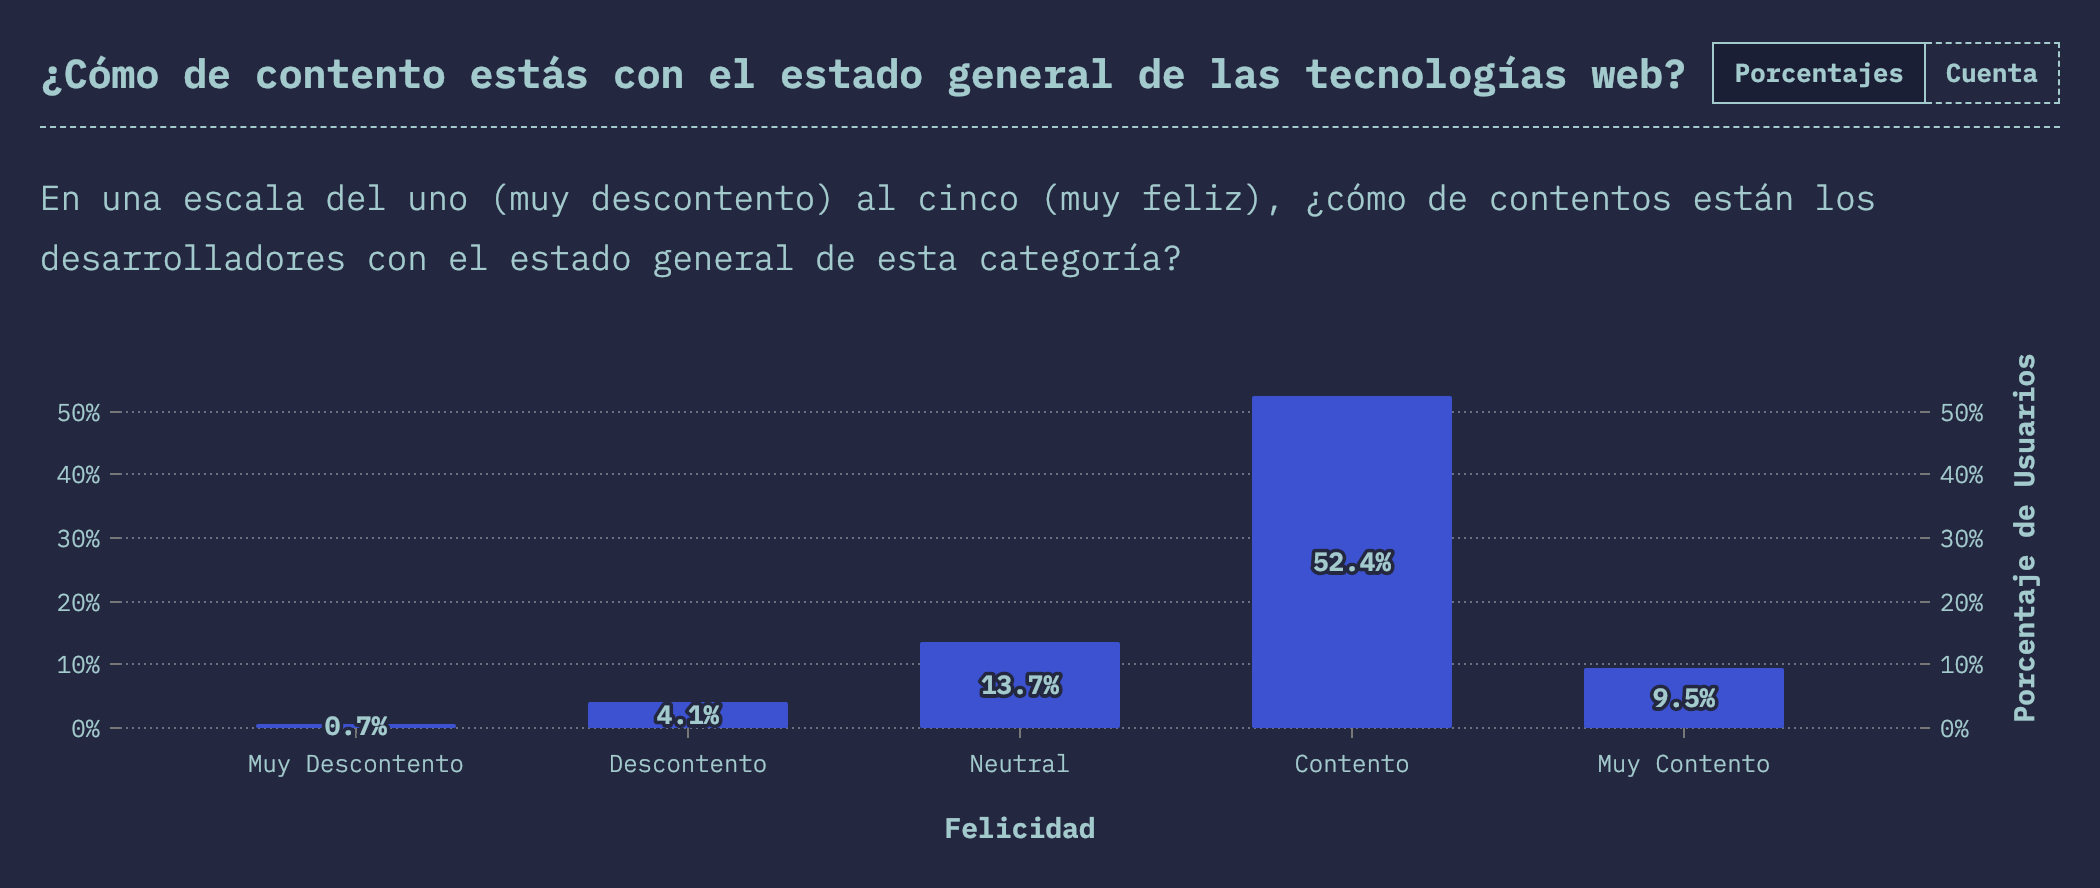 ¿Cómo de contento estás con el estado general de las tecnologías web?
Porcentajes
Cuenta
En una escala del uno (muy descontento) al cinco (muy feliz), ¿cómo de contentos están los
desarrolladores con el estado general de esta categoría?
50%
40%
30%
20%
10%
0%
0.7%
4.1%
13.7%
52.4%
9.5%
50%
40%
30%
20%
10%
0%
Porcentaje de Usuarios
Muy Descontento
Descontento
Neutral
Contento
Muy Contento
Felicidad